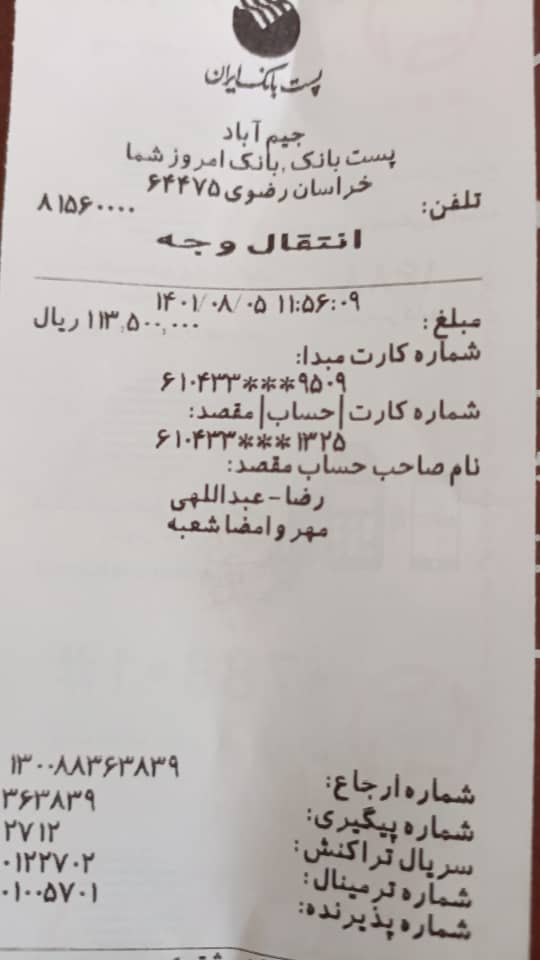 پست بانک ایران
جیم آباد
پست بانک ,بانک امروز شما
خراسان رضوی ۶۴۴۷۵
تلفن: ۸۱۵۶۰۰۰۰
انتقال وجه
۱۴۰۱/۰۸/۰۵ ۱۱:۵۶:۰۹
مبلغ: ۱۱۳,۵۰۰,۰۰۰ ریال
شماره کارت مبدا:
۶۱۰۴۳۳***۹۵۰۹
شماره کارت|حساب| مقصد:
۶۱۰۴۳۳***۱۳۲۵
نام صاحب حساب مقصد:
رضا-عبداللهی
مهر و امضا شعبه
شماره ارجاع: ۱۳۰۰۸۸۳۶۳۸۳۹
شماره پیگیری: ۳۶۳۸۳۹
سریال تراکنش: ۲۷۱۲
شماره ترمینال: ۰۱۲۲۷۰۲
شماره پذیرنده: ۰۱۰۰۵۷۰۱